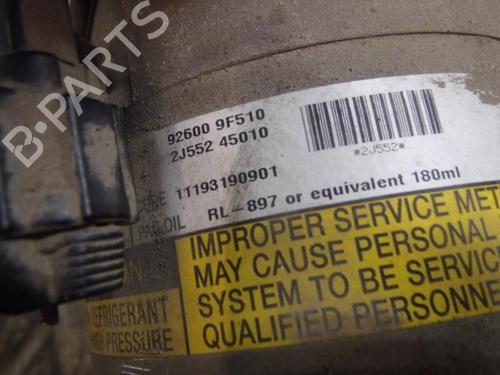 92600 9F510
2J552 45010
*2J552*
11193190901
OIL RL-897 or equivalent 180ml
IMPROPER SERVICE MET
MAY CAUSE PERSONAL
SYSTEM TO BE SERVIC
QUALIFIED PERSONNE
REFRIGERANT
HIGH PRESSURE
B